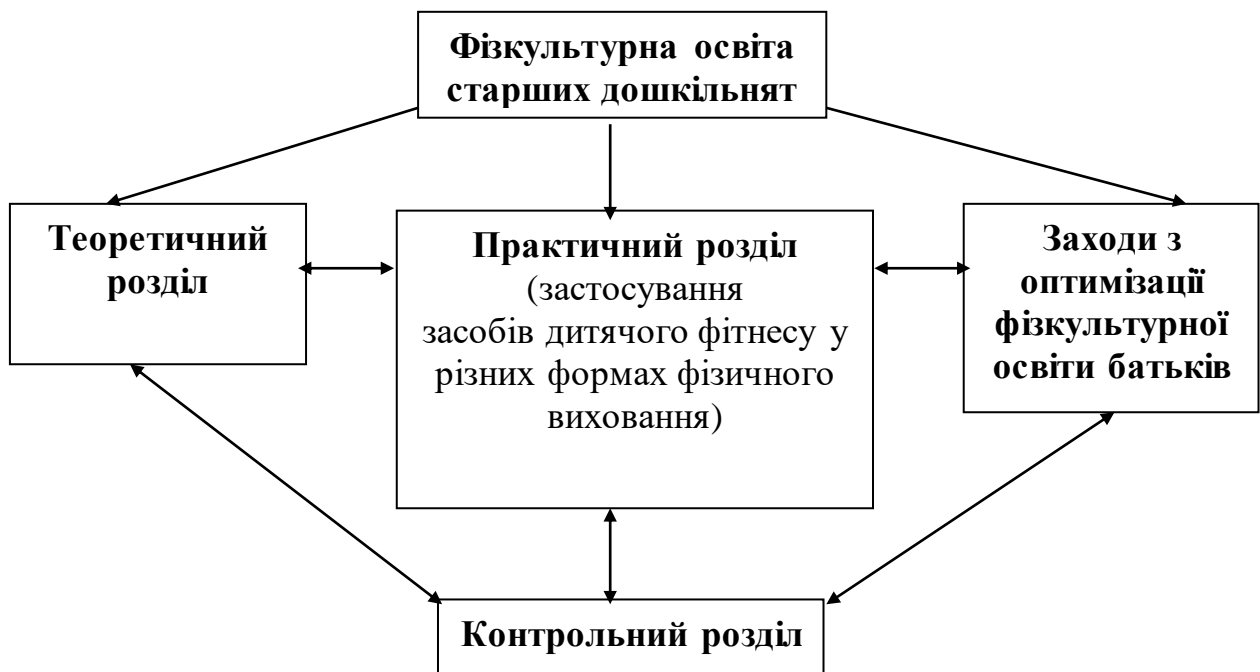 Фізкультурна освіта
старших дошкільнят
Теоретичний
розділ
Практичний розділ
(застосування
засобів дитячого фітнесу у
різних формах фізичного
виховання)
Заходи з
оптимізації
фізкультурної
освіти батьків
Контрольний розділ